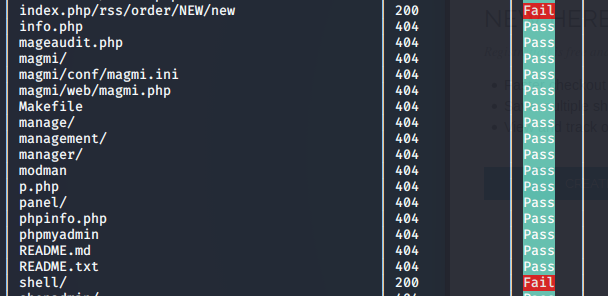 index.php/rss/order/NEW/new 200 Fail
info.php 404 Pass
mageaudit.php 404 Pass
magmi/ 404 Pass
magmi/conf/magmi.ini 404 Pass
magmi/web/magmi.php 404 Pass
Makefile 404 Pass
manage/ 404 Pass
management/ 404 Pass
manager/ 404 Pass
modman 404 Pass
p.php 404 Pass
panel/ 404 Pass
phpinfo.php 404 Pass
phpmyadmin 404 Pass
README.md 404 Pass
README.txt 404 Pass
shell/ 200 Fail